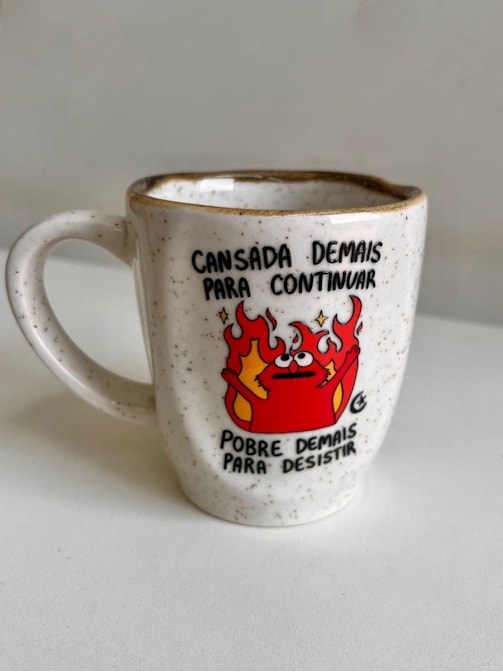 CANSADA DEMAIS
PARA CONTINUAR
POBRE DEMAIS
PARA DESISTIR